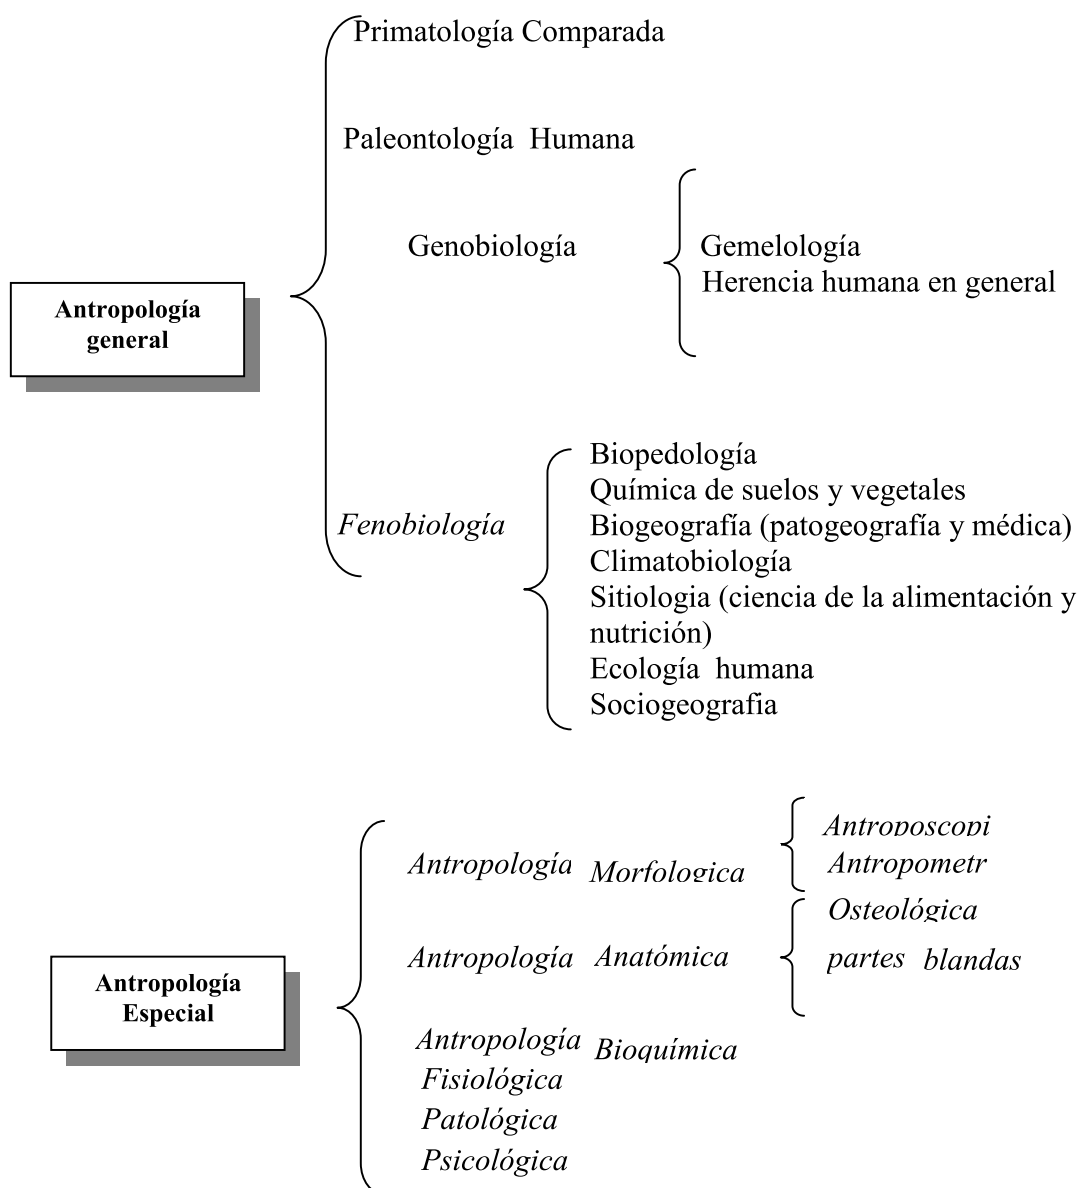 Primatología Comparada
Paleontología Humana
Genobiología
Gemelología
Herencia humana en general
Antropología
general
Fenobiología
Biopedología
Química de suelos y vegetales
Biogeografía (patogeografía y médica)
Climatobiología
Sitiologia (ciencia de la alimentación y
nutrición)
Ecología humana
Sociogeografia
Antropología
Especial
Antropología Morfologica
Antroposcopi
Antropometr
Antropología Anatómica
Osteológica
partes blandas
Antropología Bioquímica
Fisiológica
Patológica
Psicológica